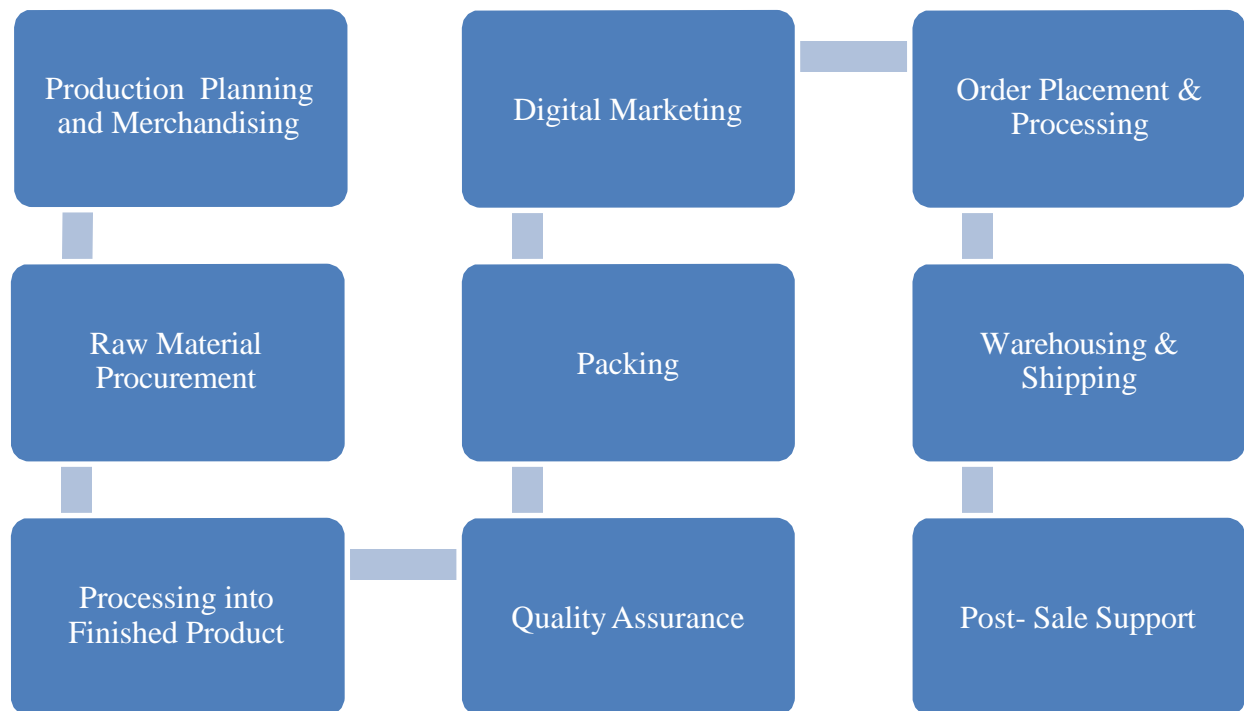 Production Planning
and Merchandising
Raw Material
Procurement
Processing into
Finished Product
Quality Assurance
Packing
Digital Marketing
Order Placement &
Processing
Warehousing &
Shipping
Post- Sale Support